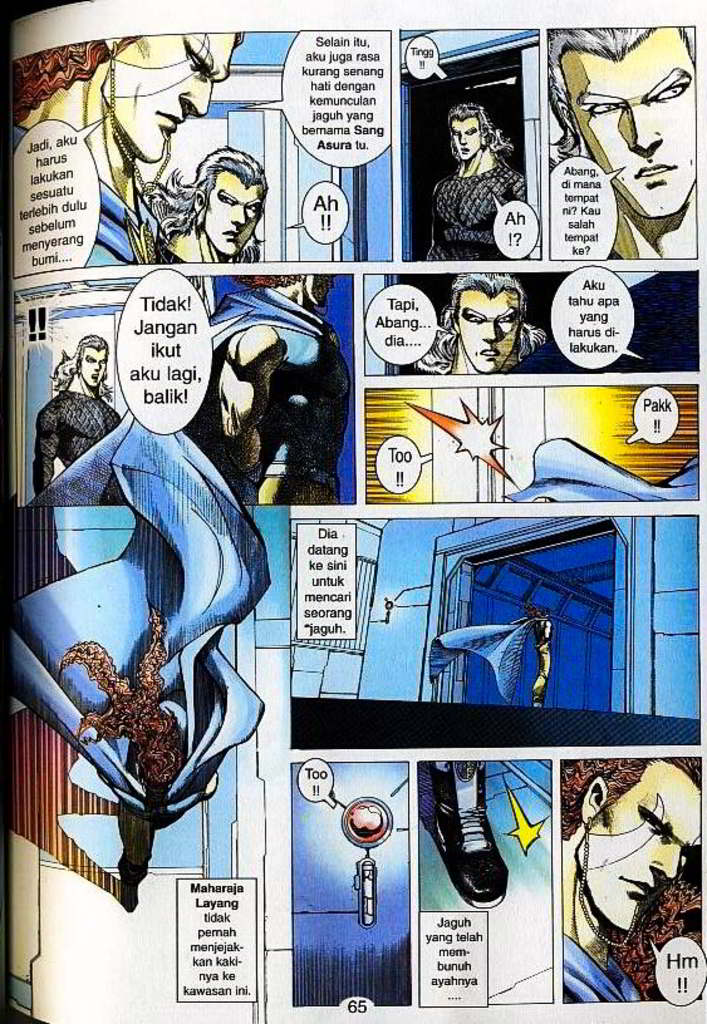 Selain itu,
aku juga rasa
kurang senang
hati dengan
kemunculan
jaguh yang
bernama Sang
Asura tu.
Jadi, aku
harus
lakukan
sesuatu
terlebih dulu
sebelum
menyerang
bumi....
Ah
!!
Tingg
!!
Ah
!?
Abang,
di mana
tempat
ni? Kau
salah
tempat
ke?
!!
Tidak!
Jangan
ikut
aku lagi,
balik!
Tapi,
Abang...
dia....
Aku
tahu apa
yang
harus di-
lakukan.
Too
!!
Pakk
!!
Dia
datang
ke sini
untuk
mencari
seorang
"jaguh.
Maharaja
Layang
tidak
pernah
menjejak-
kan kaki-
nya ke
kawasan ini.
Too
!!
Jaguh
yang telah
mem-
bunuh
ayahnya
....
Hm
!!
65